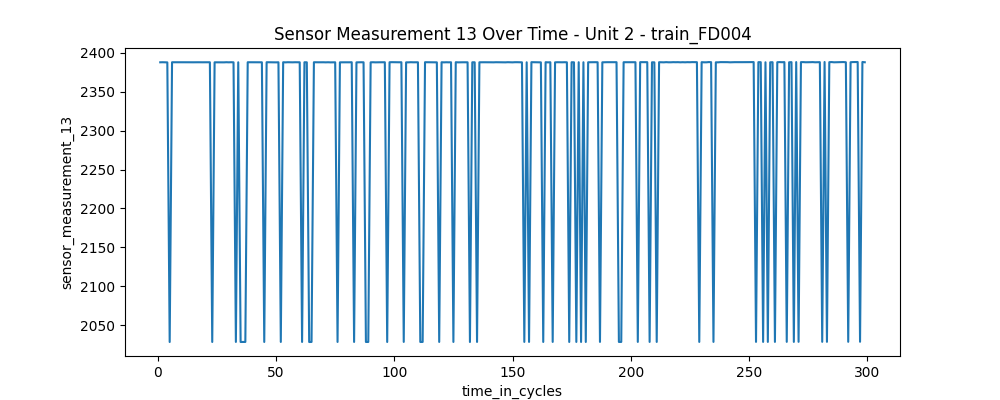 Sensor Measurement 13 Over Time - Unit 2 - train_FD004
2400
2350
2300
2250
2200
2150
2100
2050
sensor_measurement_13
0 50 100 150 200 250 300
time_in_cycles